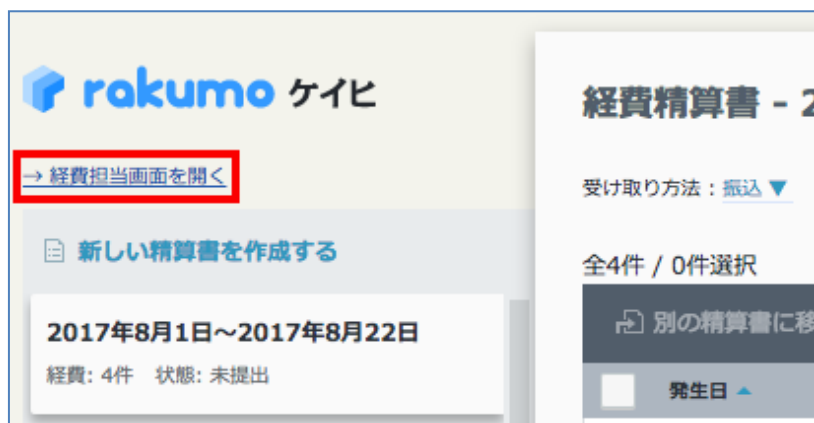 rakumo ケイヒ
→ 経費担当画面を開く
新しい精算書を作成する
2017年8月1日～2017年8月22日
経費: 4件 状態: 未提出
経費精算書 - 2
受け取り方法：振込 ▼
全4件 / 0件選択
別の精算書に移
発生日 ▲